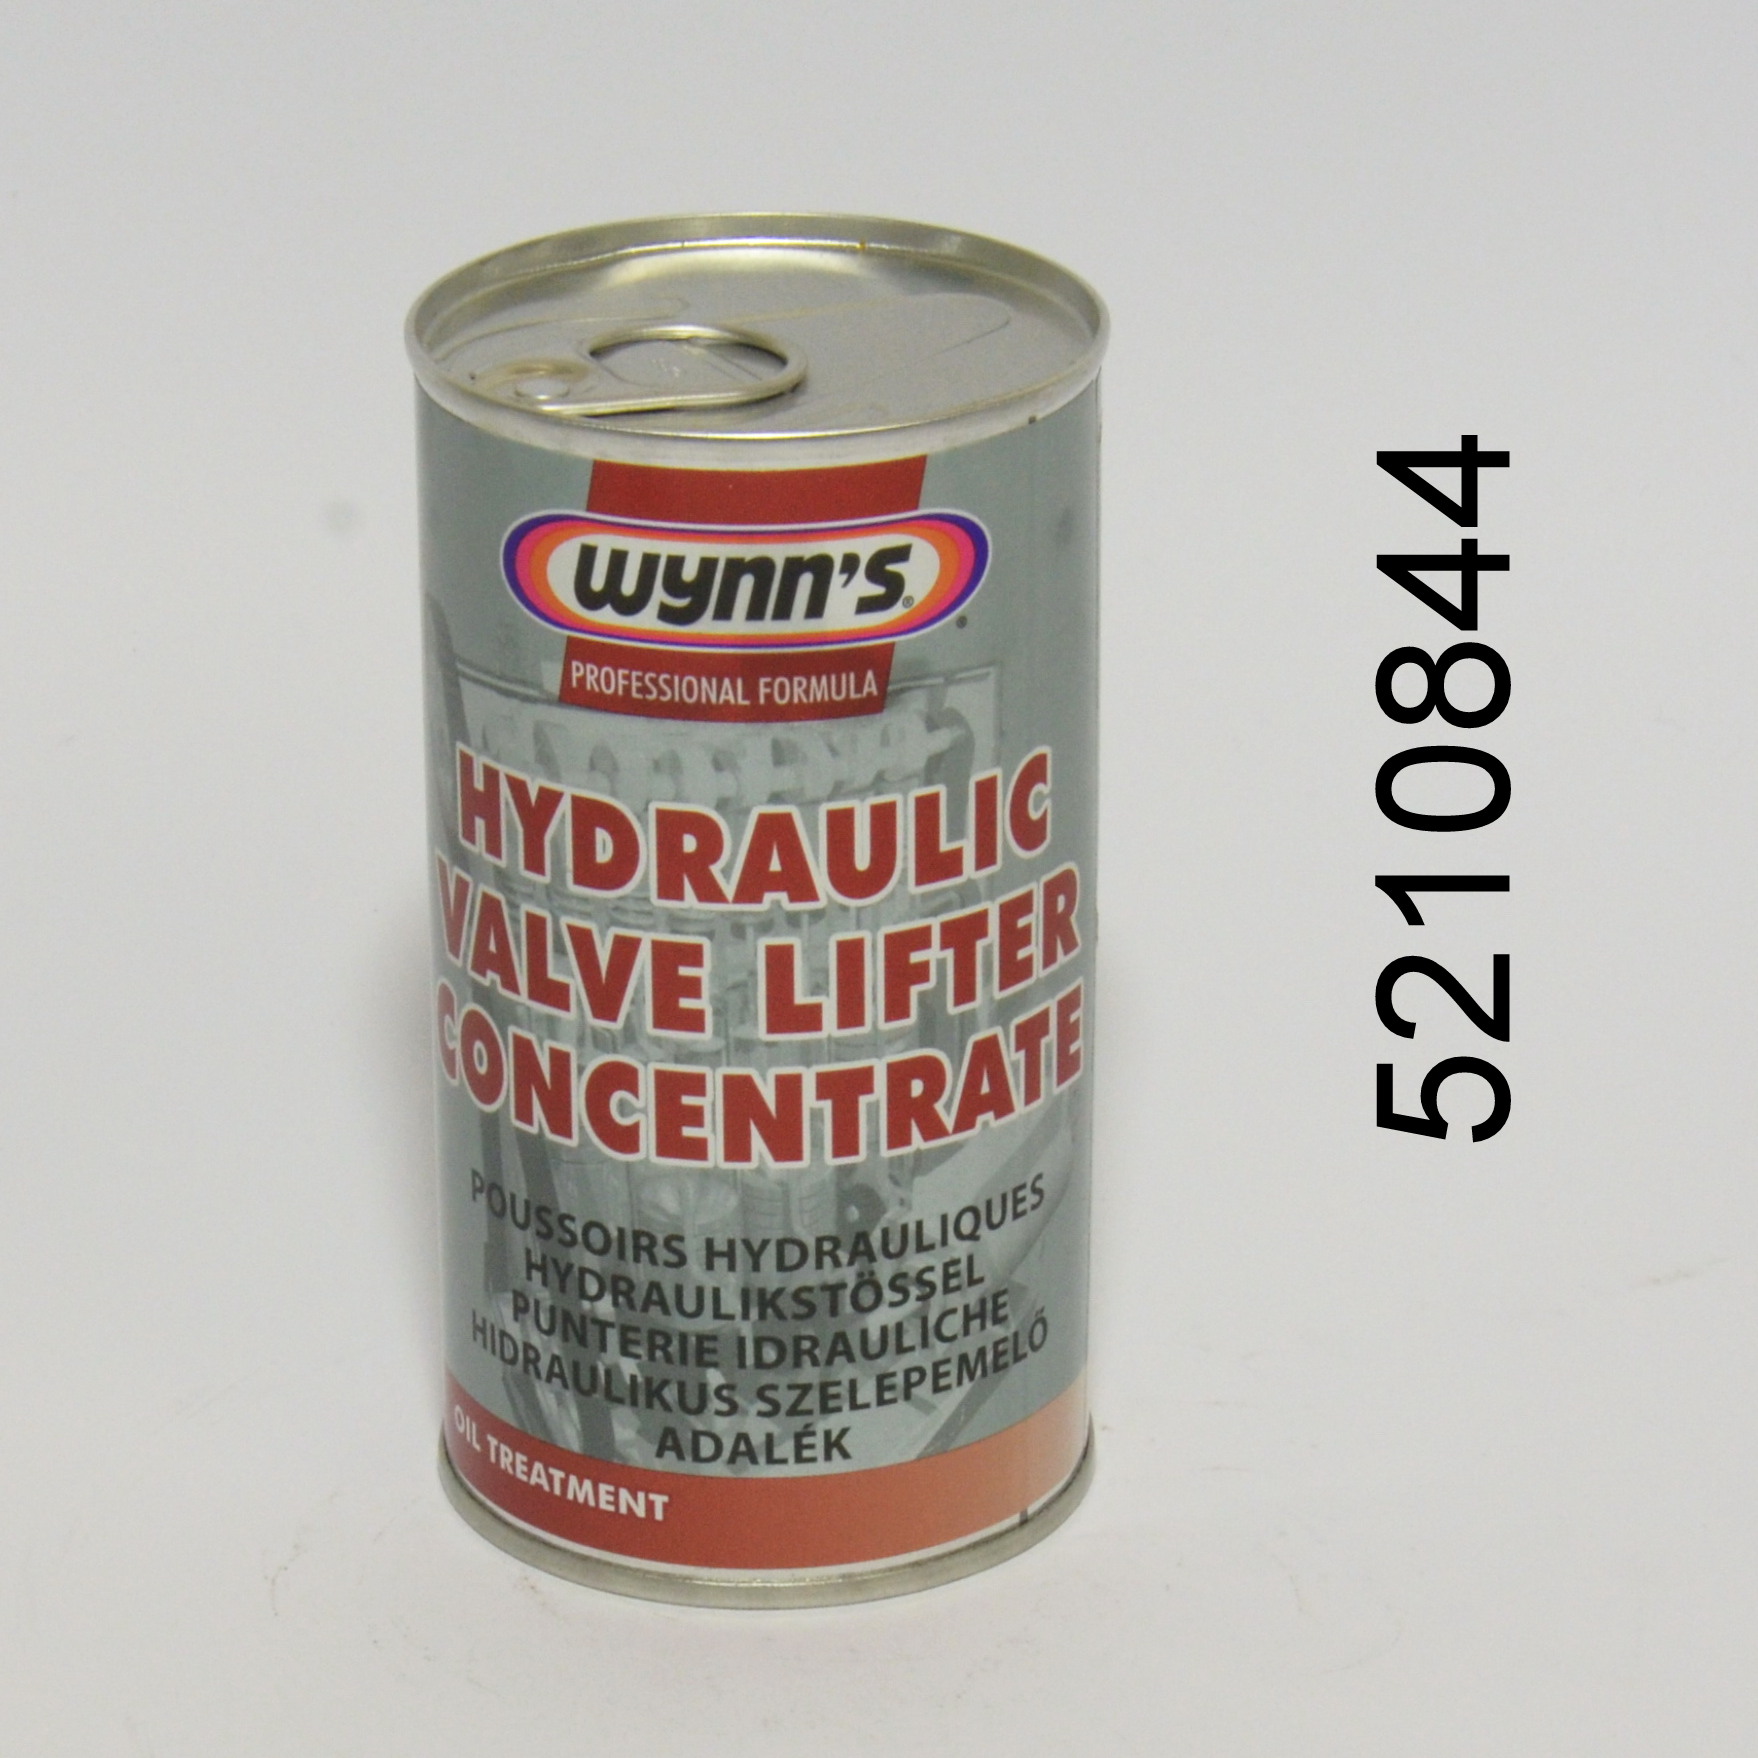 wynn's®
PROFESSIONAL FORMULA
HYDRAULIC
VALVE LIFTER
CONCENTRATE
POUSSOIRS HYDRAULIQUES
HYDRAULIKSTÖSSEL
PUNTERIE IDRAULICHE
HIDRAULIKUS SZELEPEMELŐ
ADALÉK
OIL TREATMENT
5210844